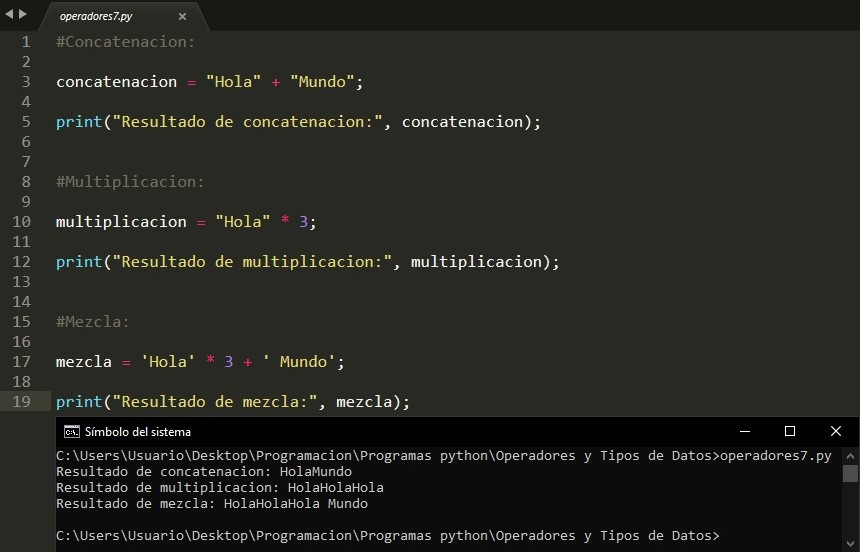 operadores7.py ×
1 #Concatenacion:
2
3 concatenacion = "Hola" + "Mundo";
4
5 print("Resultado de concatenacion:", concatenacion);
6
7
8 #Multiplicacion:
9
10 multiplicacion = "Hola" * 3;
11
12 print("Resultado de multiplicacion:", multiplicacion);
13
14
15 #Mezcla:
16
17 mezcla = 'Hola' * 3 + ' Mundo';
18
19 print("Resultado de mezcla:", mezcla);
C:\. Símbolo del sistema
C:\Users\Usuario\Desktop\Programacion\Programas python\Operadores y Tipos de Datos>operadores7.py
Resultado de concatenacion: HolaMundo
Resultado de multiplicacion: HolaHolaHola
Resultado de mezcla: HolaHolaHola Mundo
C:\Users\Usuario\Desktop\Programacion\Programas python\Operadores y Tipos de Datos>